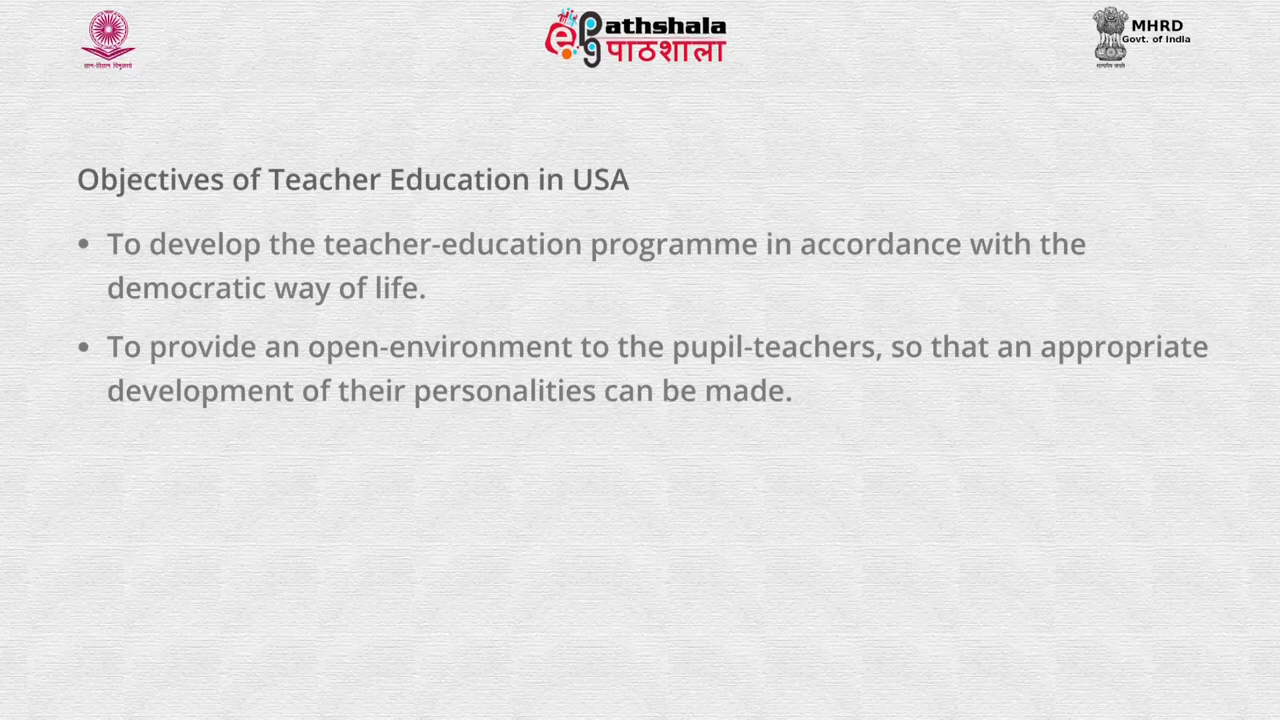 athshala
पाठशाला
MHRD
Govt. of India
Objectives of Teacher Education in USA
• To develop the teacher-education programme in accordance with the
democratic way of life.
• To provide an open-environment to the pupil-teachers, so that an appropriate
development of their personalities can be made.